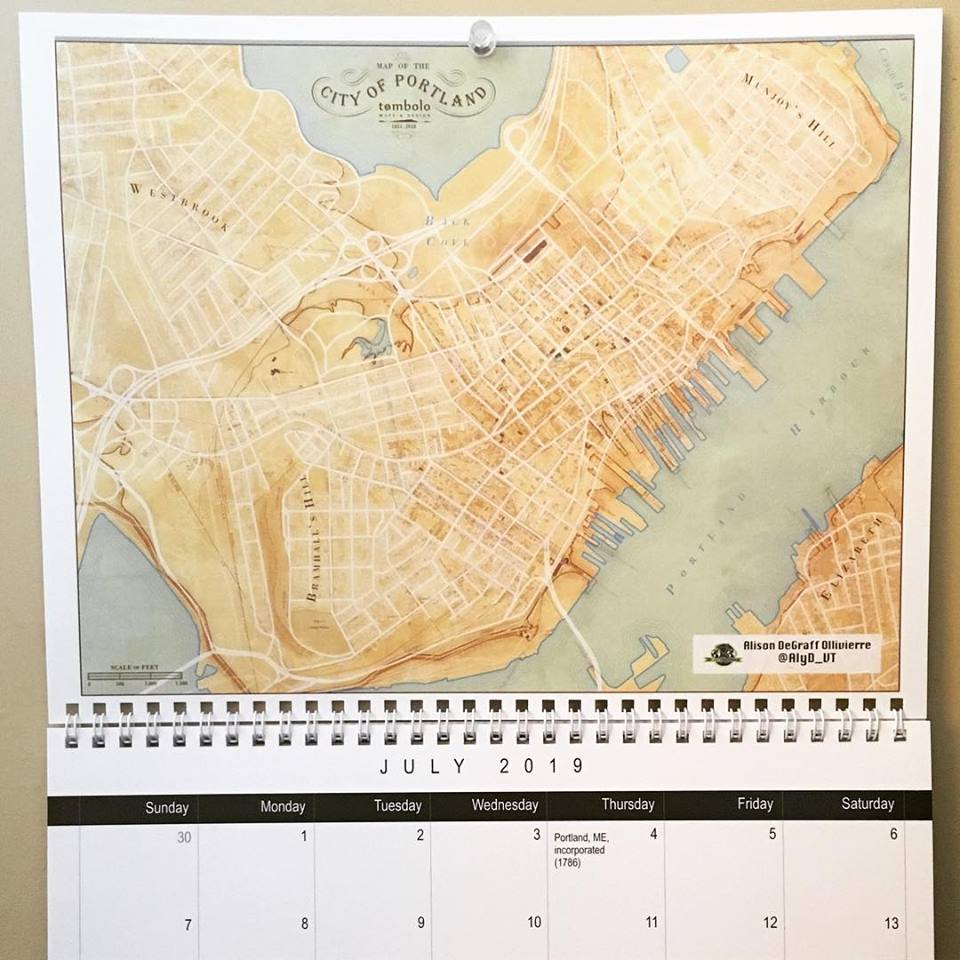 MAP OF THE
CITY OF PORTLAND
tombolo
MAPS & DESIGN
CASCO BAY
MUNJOY'S HILL
WESTBROOK
BACK
COVE
PORTLAND HARBOUR
BRAMHALL'S HILL
ELIZABETH
SCALE OF FEET
Alison DeGraff Ollivierre
@AlyD_VT
JULY 2019
Sunday Monday Tuesday Wednesday Thursday Friday Saturday
30 1 2 3 4 5 6
Portland, ME,
incorporated
(1786)
7 8 9 10 11 12 13